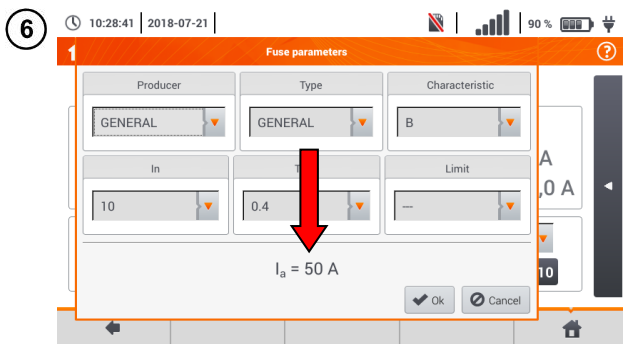 6
10:28:41 2018-07-21 90 %
Fuse parameters ?
Producer Type Characteristic
GENERAL GENERAL B
In Limit
10 0.4 ---
Ia = 50 A
Ok Cancel
A
,0 A
10